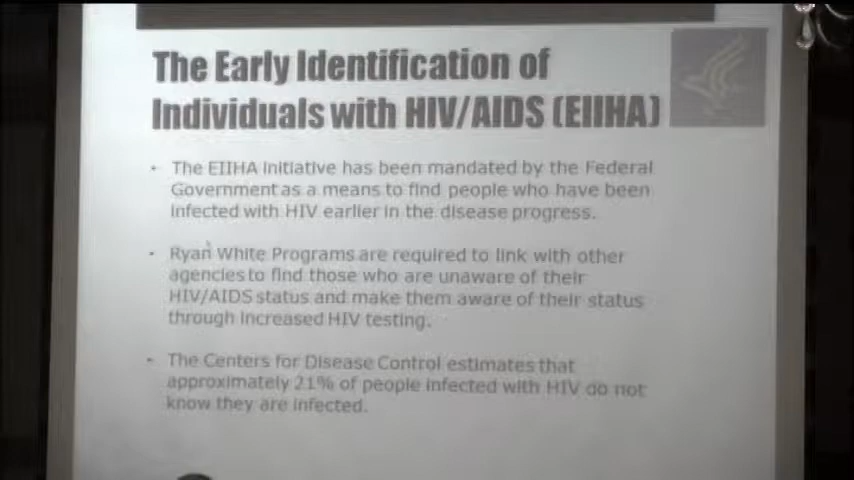 The Early Identification of
Individuals with HIV/AIDS (EIIHA)
• The EIIHA Initiative has been mandated by the Federal
Government as a means to find people who have been
infected with HIV earlier in the disease progress.
• Ryan White Programs are required to link with other
agencies to find those who are unaware of their
HIV/AIDS status and make them aware of their status
through increased HIV testing.
• The Centers for Disease Control estimates that
approximately 21% of people infected with HIV do not
know they are infected.